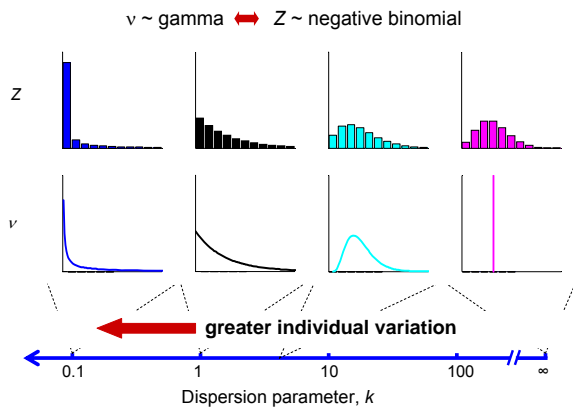 ν ~ gamma ↔ Z ~ negative binomial
Z
ν
greater individual variation
0.1 1 10 100 ∞
Dispersion parameter, k